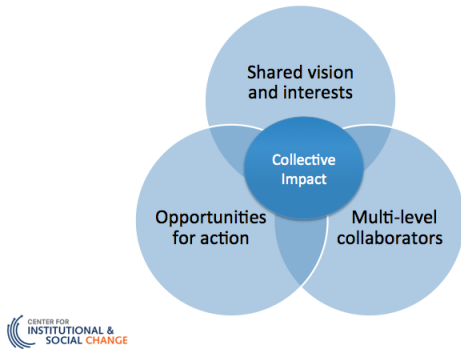 Shared vision
and interests
Collective
Impact
Opportunities
for action
Multi-level
collaborators
CENTER FOR
INSTITUTIONAL &
SOCIAL CHANGE